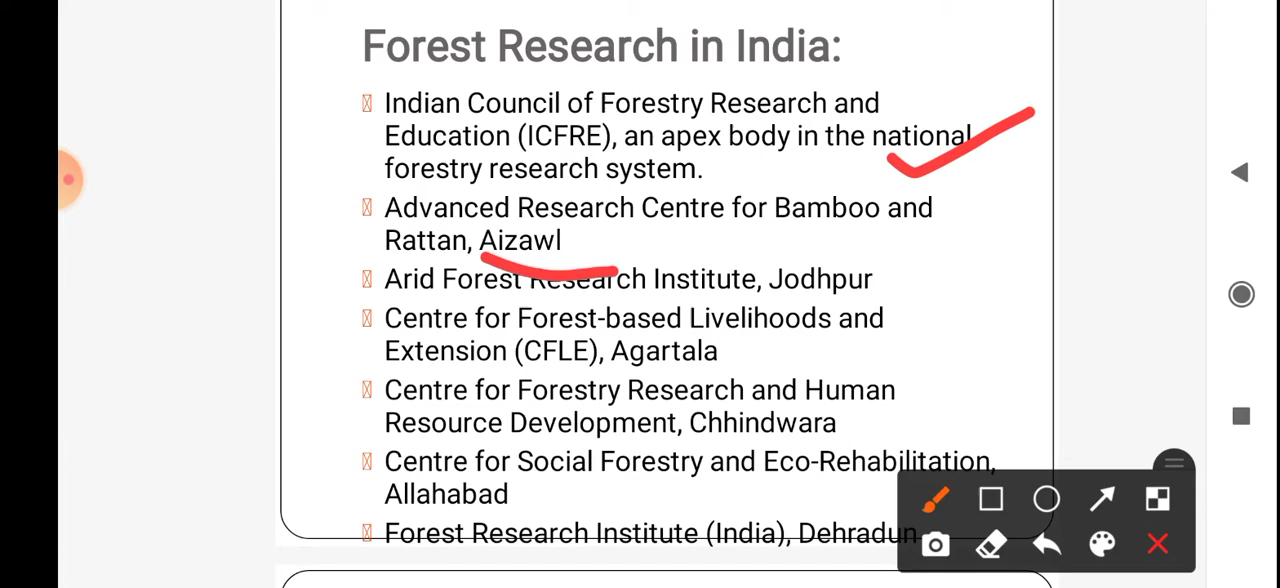 Forest Research in India:
Indian Council of Forestry Research and
Education (ICFRE), an apex body in the national
forestry research system.
Advanced Research Centre for Bamboo and
Rattan, Aizawl
Arid Forest Research Institute, Jodhpur
Centre for Forest-based Livelihoods and
Extension (CFLE), Agartala
Centre for Forestry Research and Human
Resource Development, Chhindwara
Centre for Social Forestry and Eco-Rehabilitation,
Allahabad
Forest Research Institute (India), Dehradun